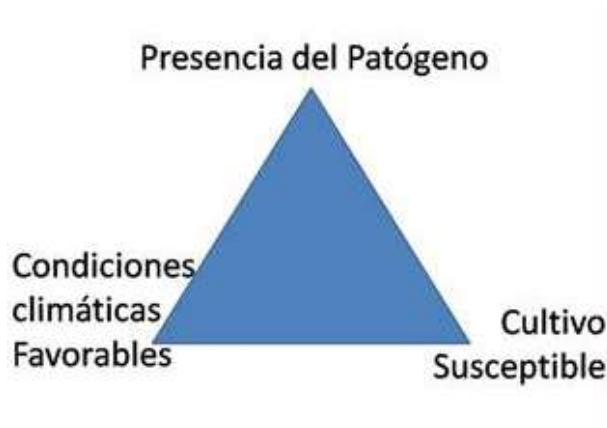 Presencia del Patógeno
Condiciones
climáticas
Favorables
Cultivo
Susceptible